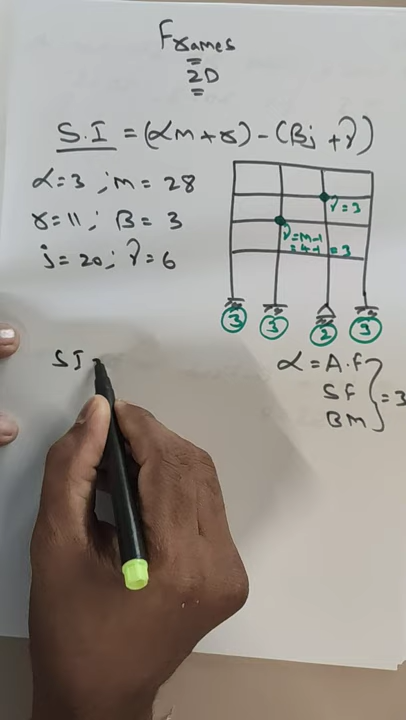 Frames
2D
S.I = (αm + r) - (Bj + γ)
α = 3 ; m = 28
r = 11 ; B = 3
j = 20 ; γ = 6
γ = 3
γ = m-1
= 4-1 = 3
3 3 2 3
SI =
α = A.F
SF
BM
= 3